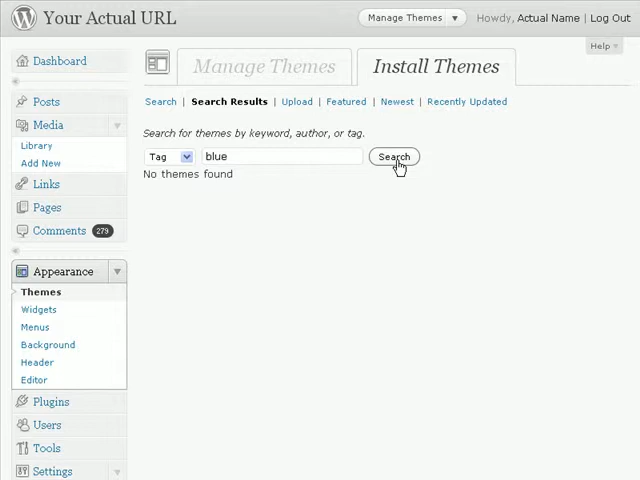 Your Actual URL
Manage Themes
Howdy, Actual Name | Log Out
Help
Dashboard
Manage Themes
Install Themes
Posts
Media
Library
Add New
Links
Pages
Comments 279
Appearance
Themes
Widgets
Menus
Background
Header
Editor
Plugins
Users
Tools
Settings
Search | Search Results | Upload | Featured | Newest | Recently Updated
Search for themes by keyword, author, or tag.
Tag blue Search
No themes found